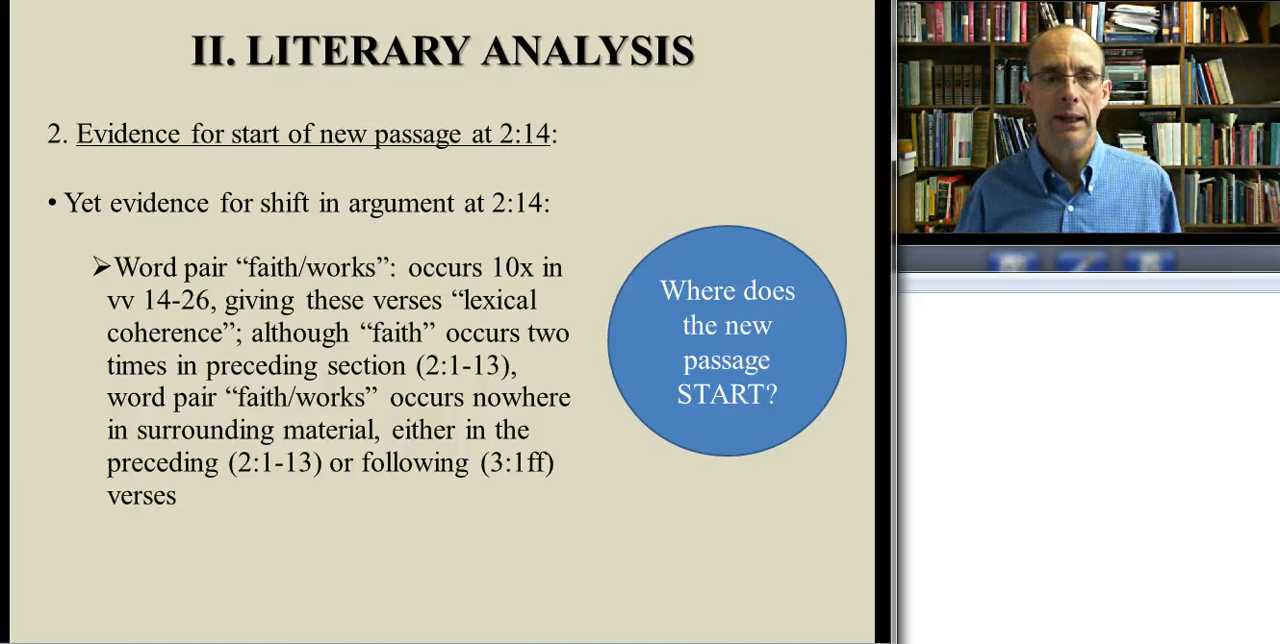 II. LITERARY ANALYSIS
2. Evidence for start of new passage at 2:14:
• Yet evidence for shift in argument at 2:14:
➢Word pair “faith/works”: occurs 10x in
vv 14-26, giving these verses “lexical
coherence”; although “faith” occurs two
times in preceding section (2:1-13),
word pair “faith/works” occurs nowhere
in surrounding material, either in the
preceding (2:1-13) or following (3:1ff)
verses
Where does
the new
passage
START?